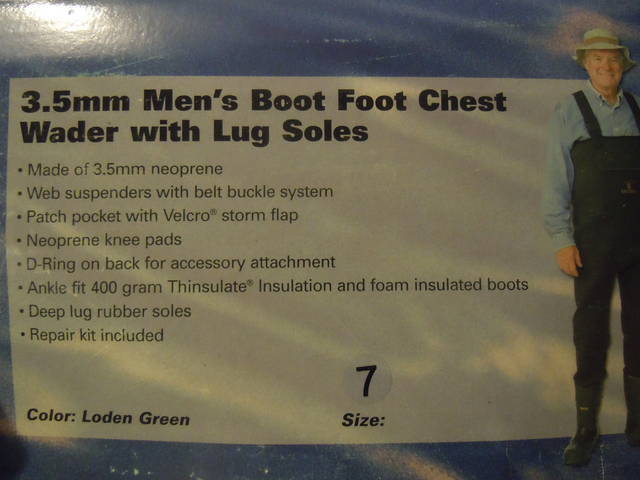 3.5mm Men's Boot Foot Chest
Wader with Lug Soles
• Made of 3.5mm neoprene
• Web suspenders with belt buckle system
• Patch pocket with Velcro® storm flap
• Neoprene knee pads
• D-Ring on back for accessory attachment
• Ankle fit 400 gram Thinsulate® Insulation and foam insulated boots
• Deep lug rubber soles
• Repair kit included
7
Color: Loden Green Size: